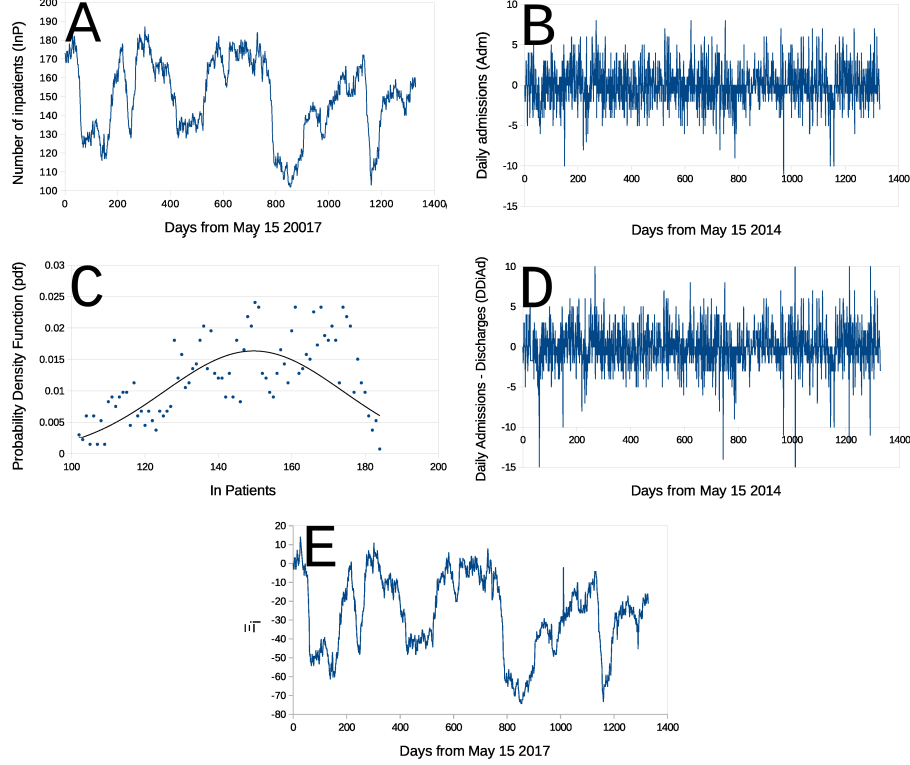 A
Number of inpatients (InP)
200
190
180
170
160
150
140
130
120
110
100
0 200 400 600 800 1000 1200 1400
Days from May 15 20017
B
Daily admissions (Adm)
10
5
0
-5
-10
-15
0 200 400 600 800 1000 1200 1400
Days from May 15 2014
C
Probability Density Function (pdf)
0.03
0.025
0.02
0.015
0.01
0.005
0
100 120 140 160 180 200
In Patients
D
Daily Admissions - Discharges (DDiAd)
10
5
0
-5
-10
-15
0 200 400 600 800 1000 1200 1400
Days from May 15 2014
E
Ξi
20
10
0
-10
-20
-30
-40
-50
-60
-70
-80
0 200 400 600 800 1000 1200 1400
Days from May 15 2017